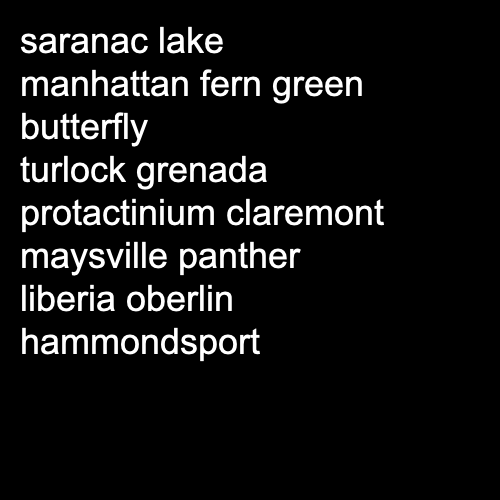 saranac lake
manhattan fern green
butterfly
turlock grenada
protactinium claremont
maysville panther
liberia oberlin
hammondsport